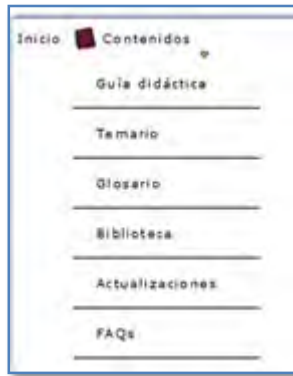 Inicio Contenidos
Guía didáctica
Temario
Glosario
Biblioteca
Actualizaciones
FAQs